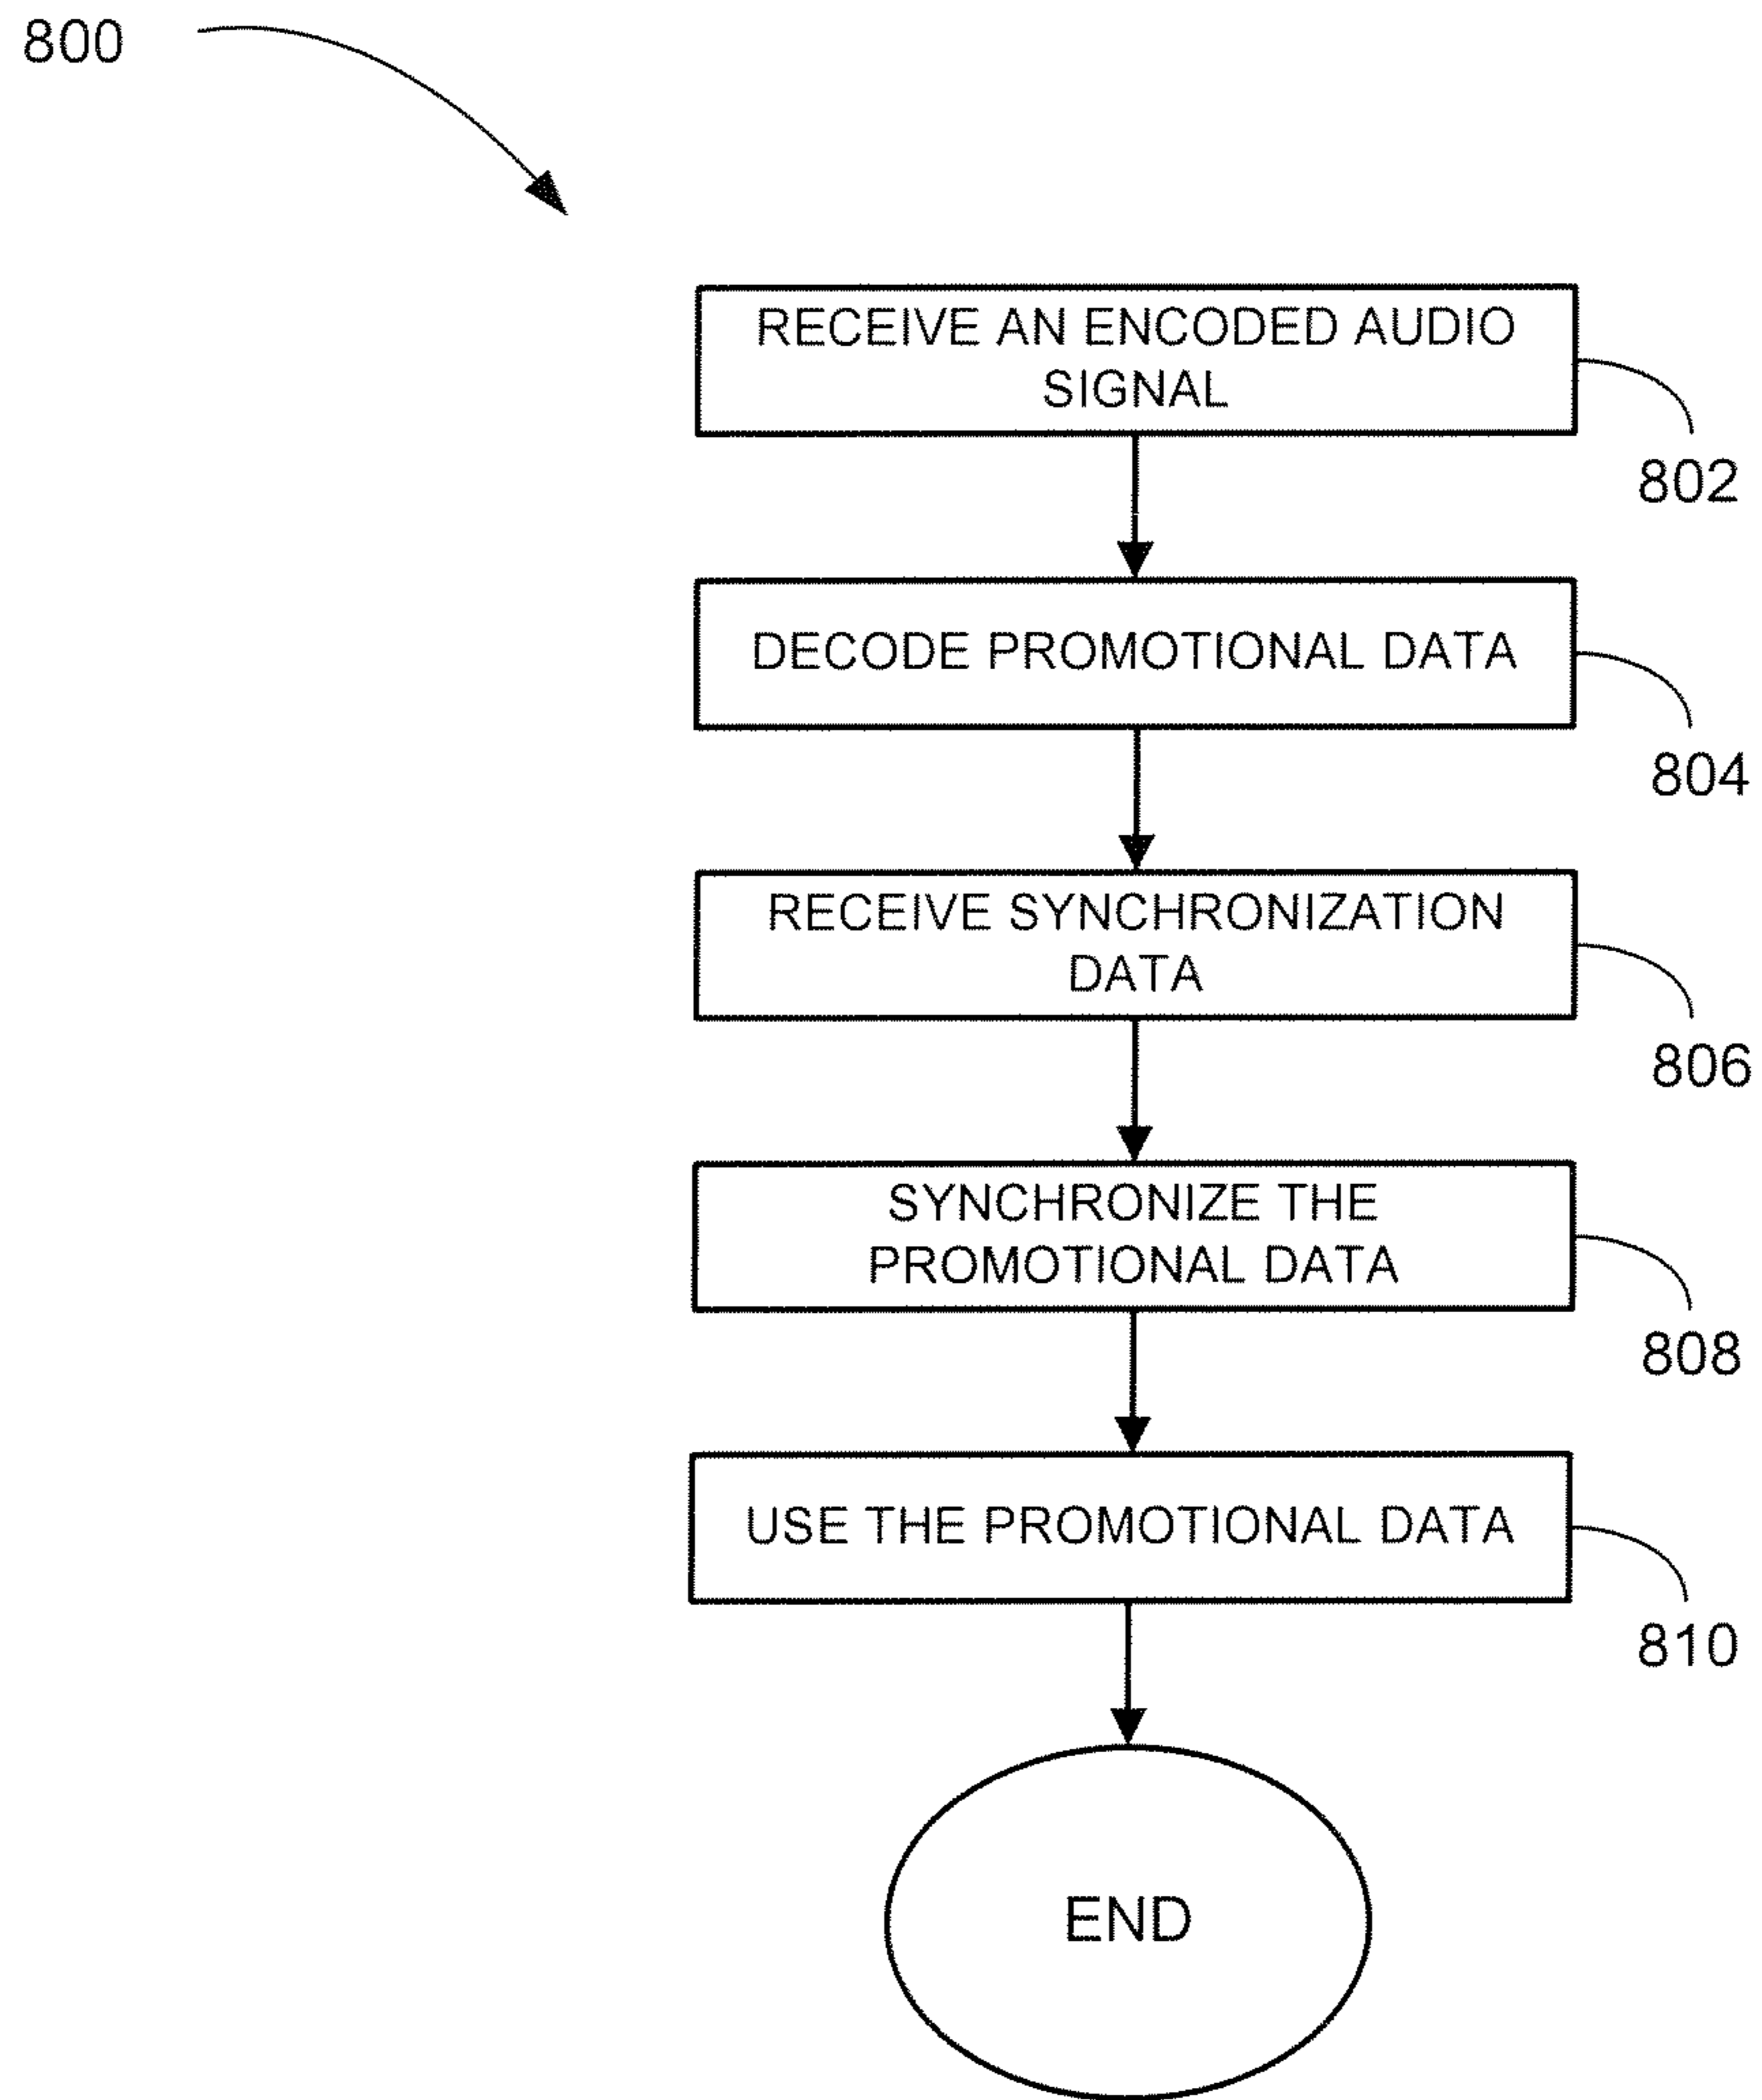 800
RECEIVE AN ENCODED AUDIO
SIGNAL
802
DECODE PROMOTIONAL DATA
804
RECEIVE SYNCHRONIZATION
DATA
806
SYNCHRONIZE THE
PROMOTIONAL DATA
808
USE THE PROMOTIONAL DATA
810
END